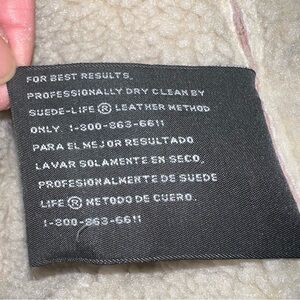 FOR BEST RESULTS,
PROFESSIONALLY DRY CLEAN BY
SUEDE-LIFE ® LEATHER METHOD
ONLY. 1-800-863-6611
PARA EL MEJOR RESULTADO
LAVAR SOLAMENTE EN SECO,
PROFESIONALMENTE DE SUEDE
LIFE ® METODO DE CUERO.
1-800-863-6611